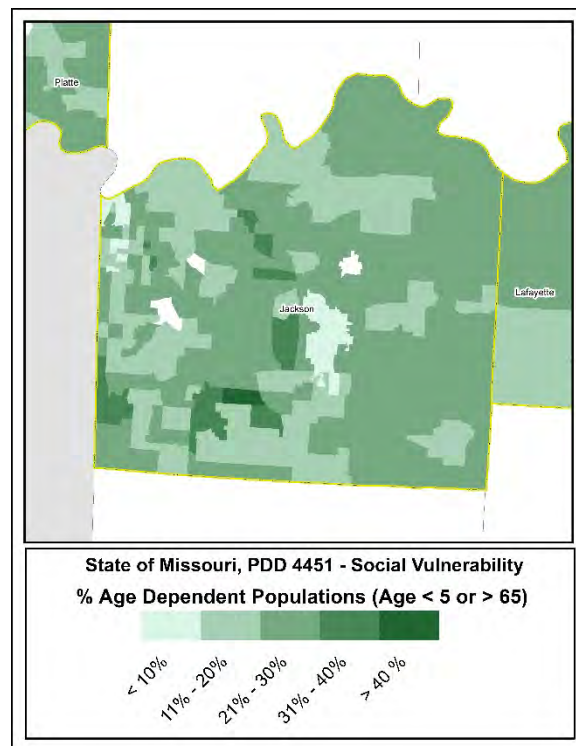 Platte
Jackson
Lafayette
State of Missouri, PDD 4451 - Social Vulnerability
% Age Dependent Populations (Age < 5 or > 65)
< 10%
11% - 20%
21% - 30%
31% - 40%
> 40 %